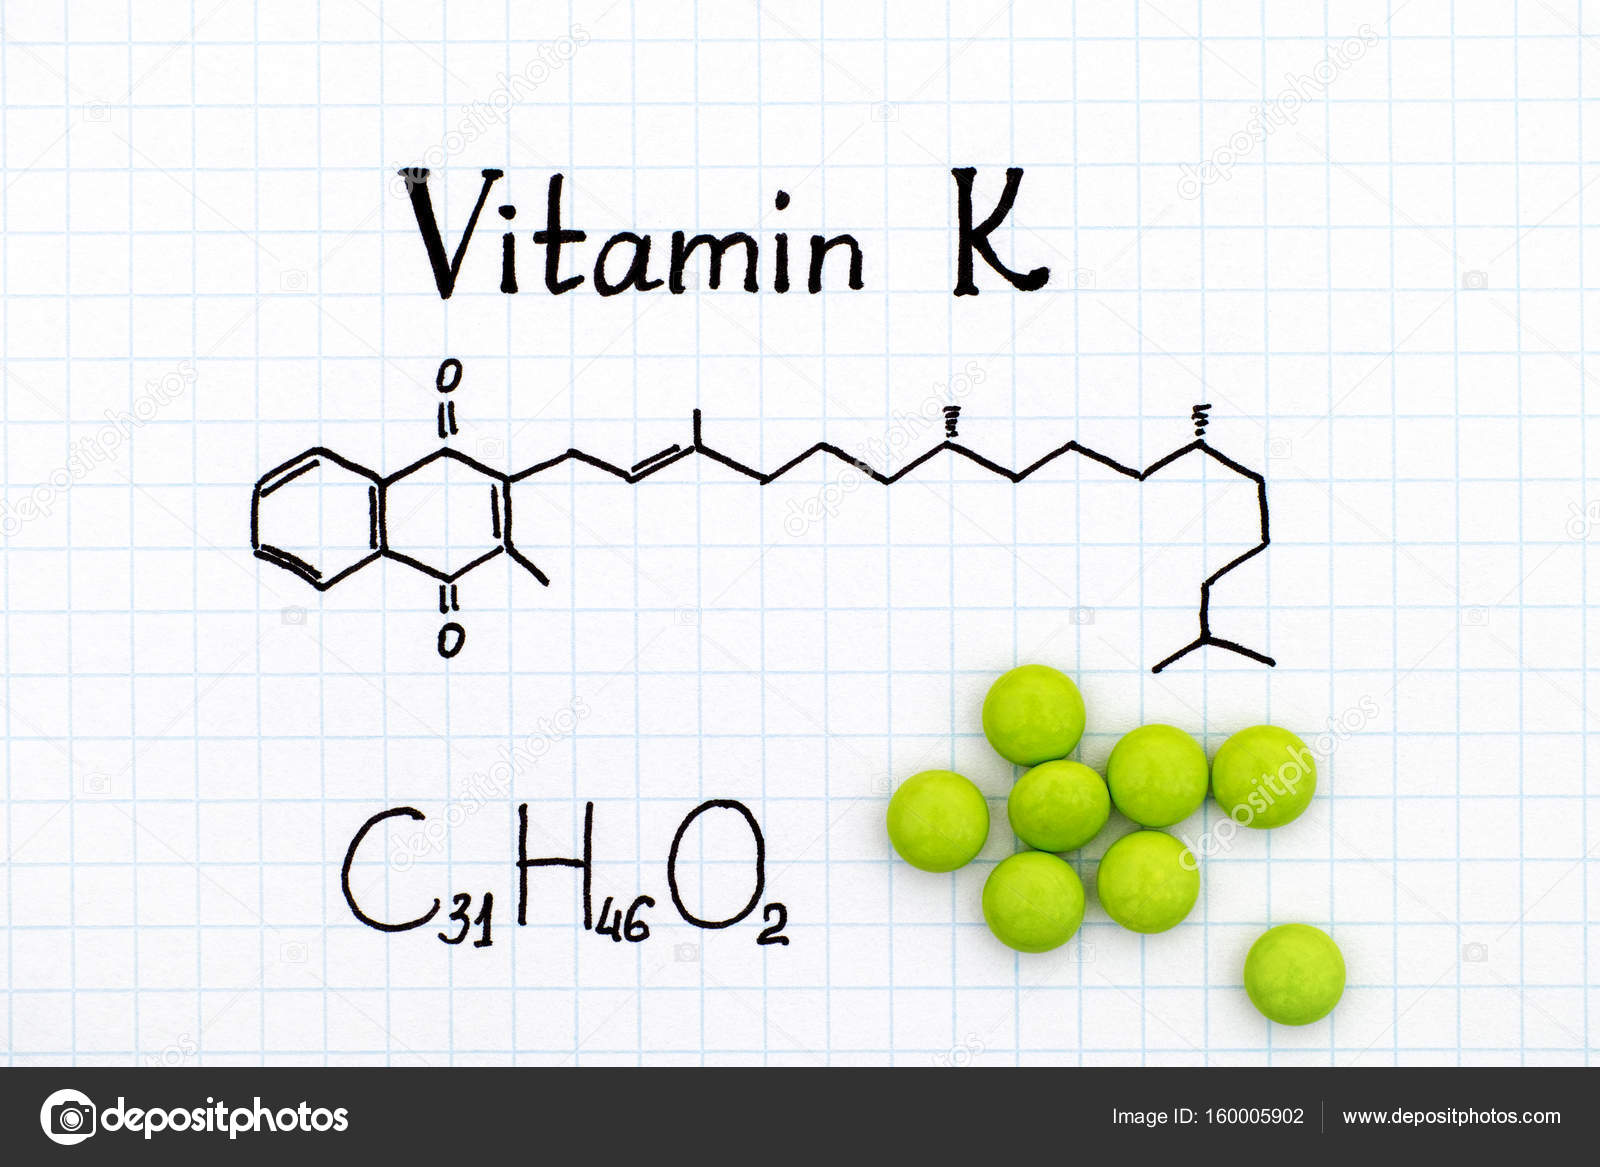 Vitamin K
O
O
C31H46O2
depositphotos
Image ID: 160005902 www.depositphotos.com